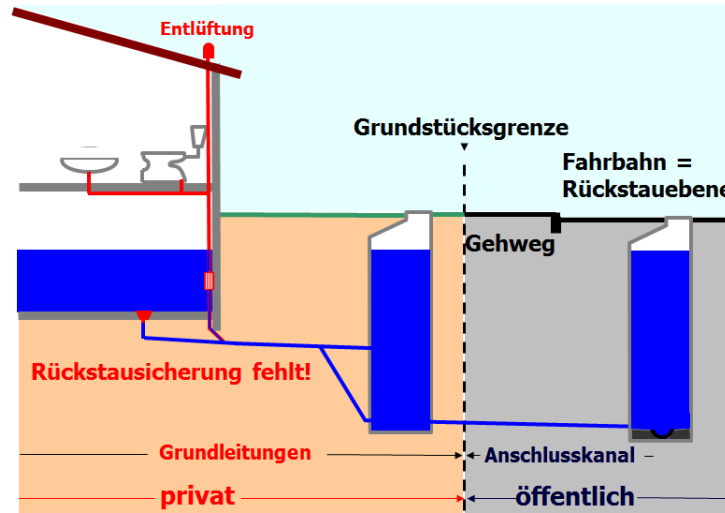 Entlüftung
Grundstücksgrenze
Fahrbahn =
Rückstauebene
Gehweg
Rückstausicherung fehlt!
Grundleitungen
Anschlusskanal
privat
öffentlich